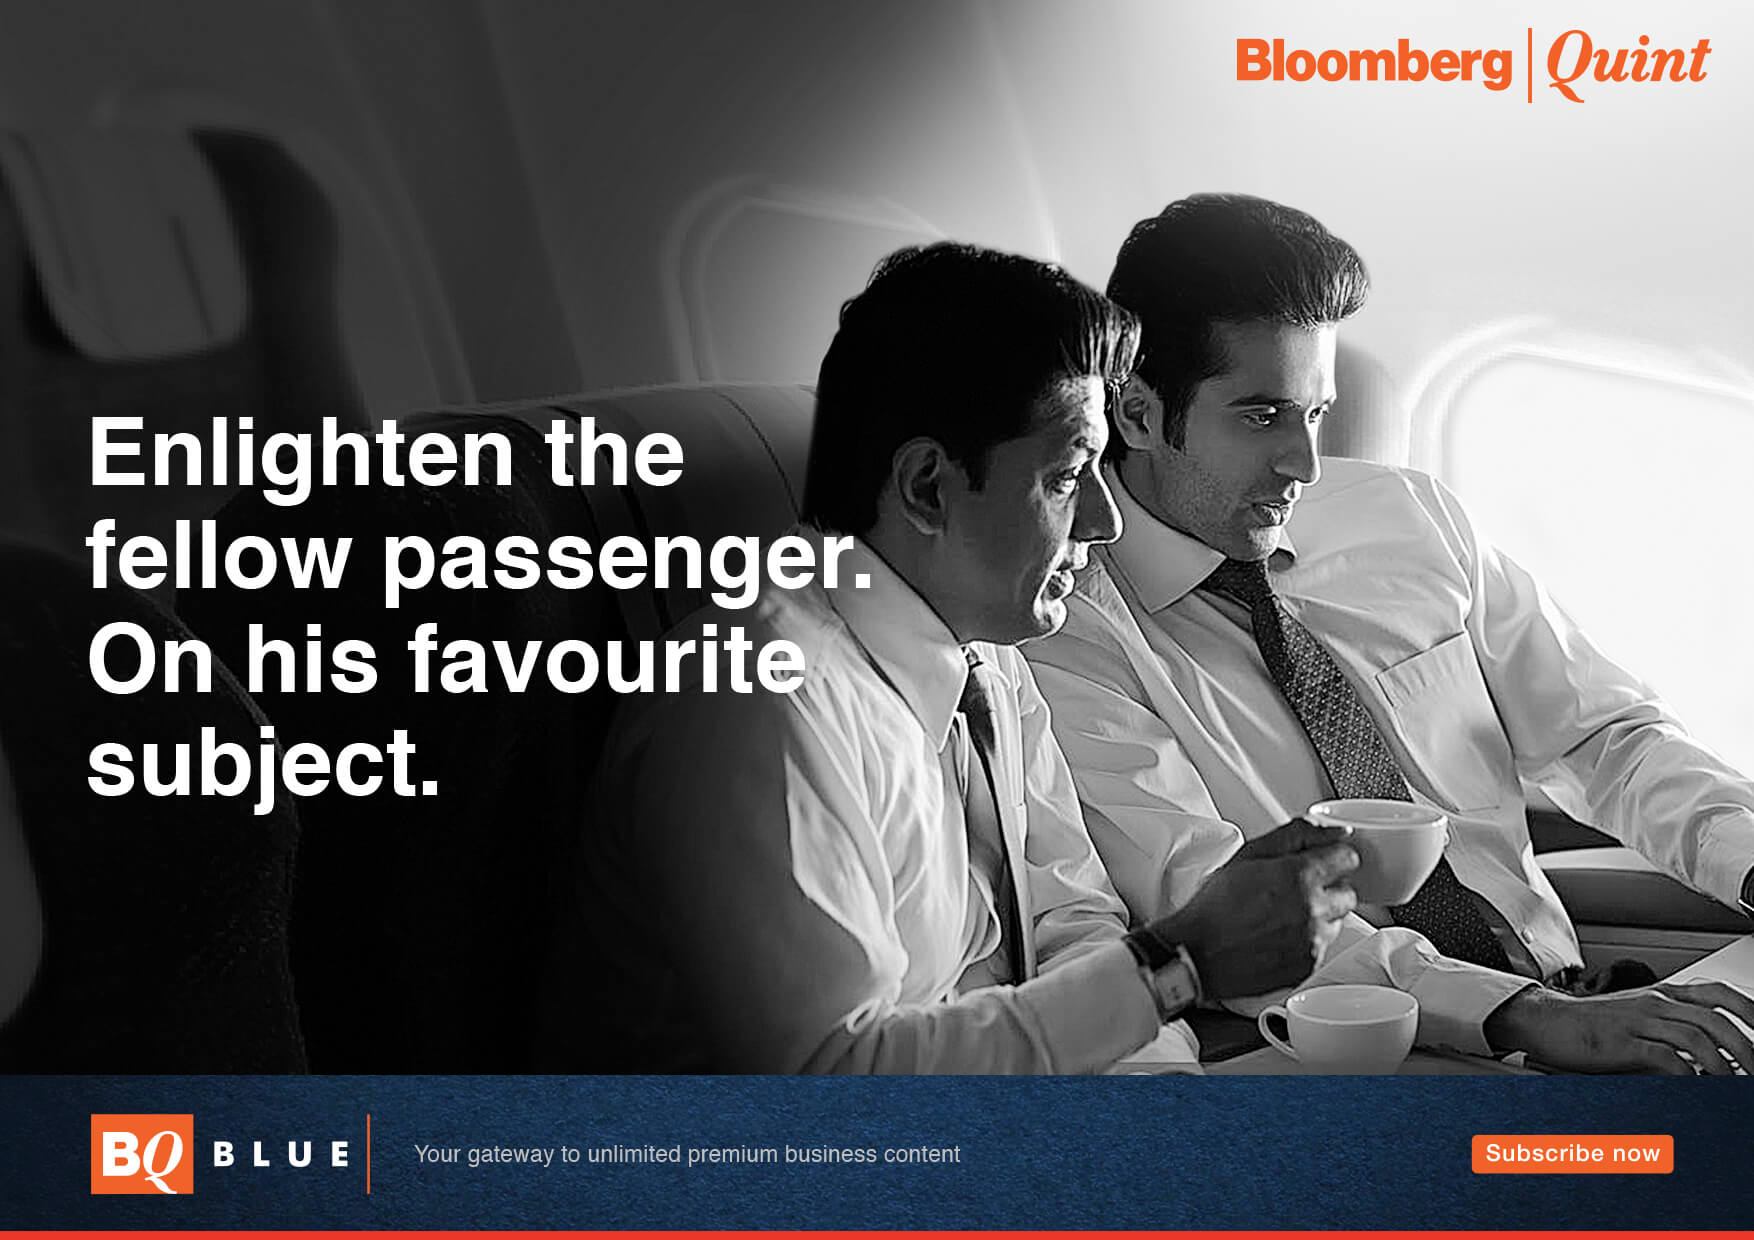 Bloomberg | Quint
Enlighten the
fellow passenger.
On his favourite
subject.
BQ BLUE
Your gateway to unlimited premium business content
Subscribe now